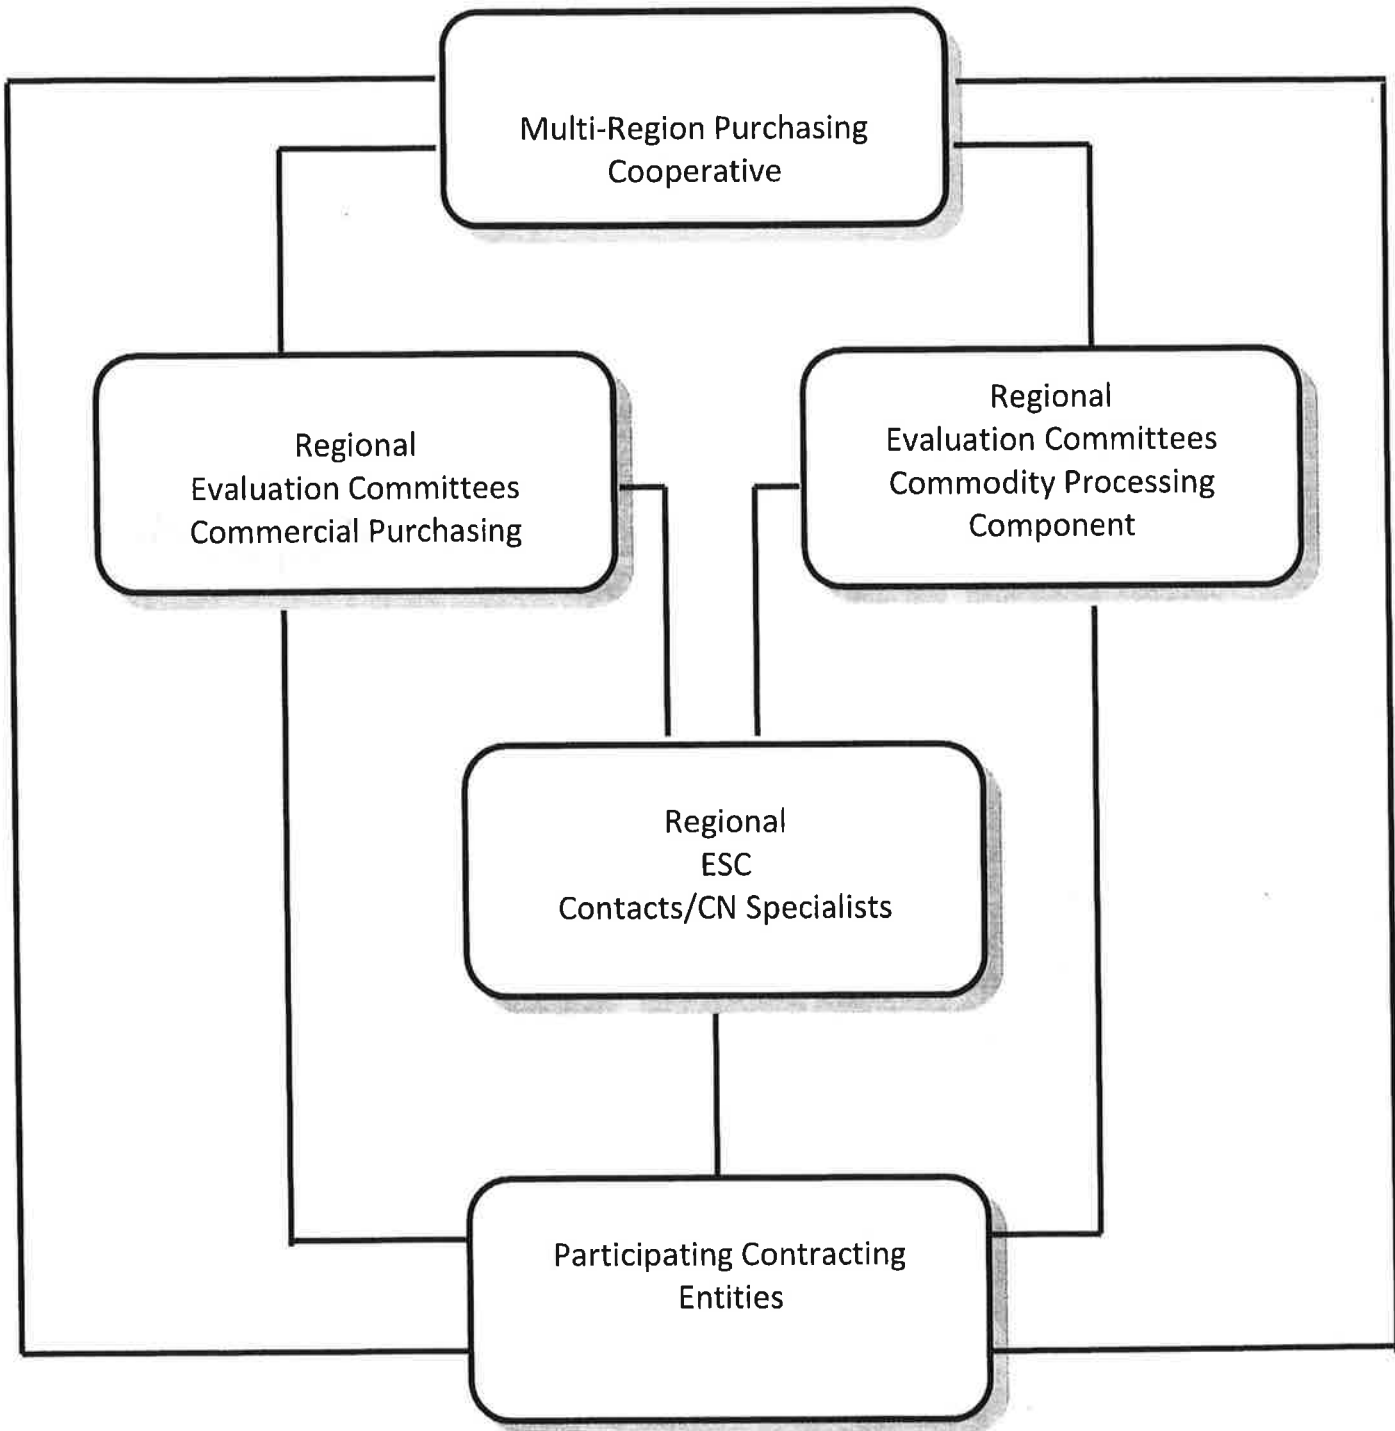 Multi-Region Purchasing
Cooperative
Regional
Evaluation Committees
Commercial Purchasing
Regional
Evaluation Committees
Commodity Processing
Component
Regional
ESC
Contacts/CN Specialists
Participating Contracting
Entities